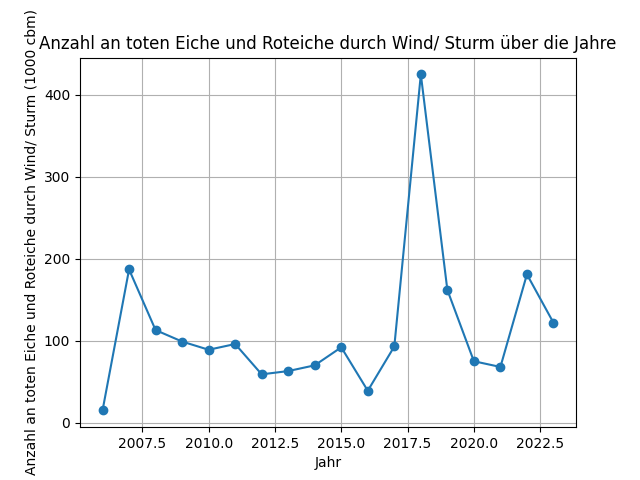 Anzahl an toten Eiche und Roteiche durch Wind/ Sturm über die Jahre
Anzahl an toten Eiche und Roteiche durch Wind/ Sturm (1000 cbm)
400
300
200
100
0
2007.5 2010.0 2012.5 2015.0 2017.5 2020.0 2022.5
Jahr